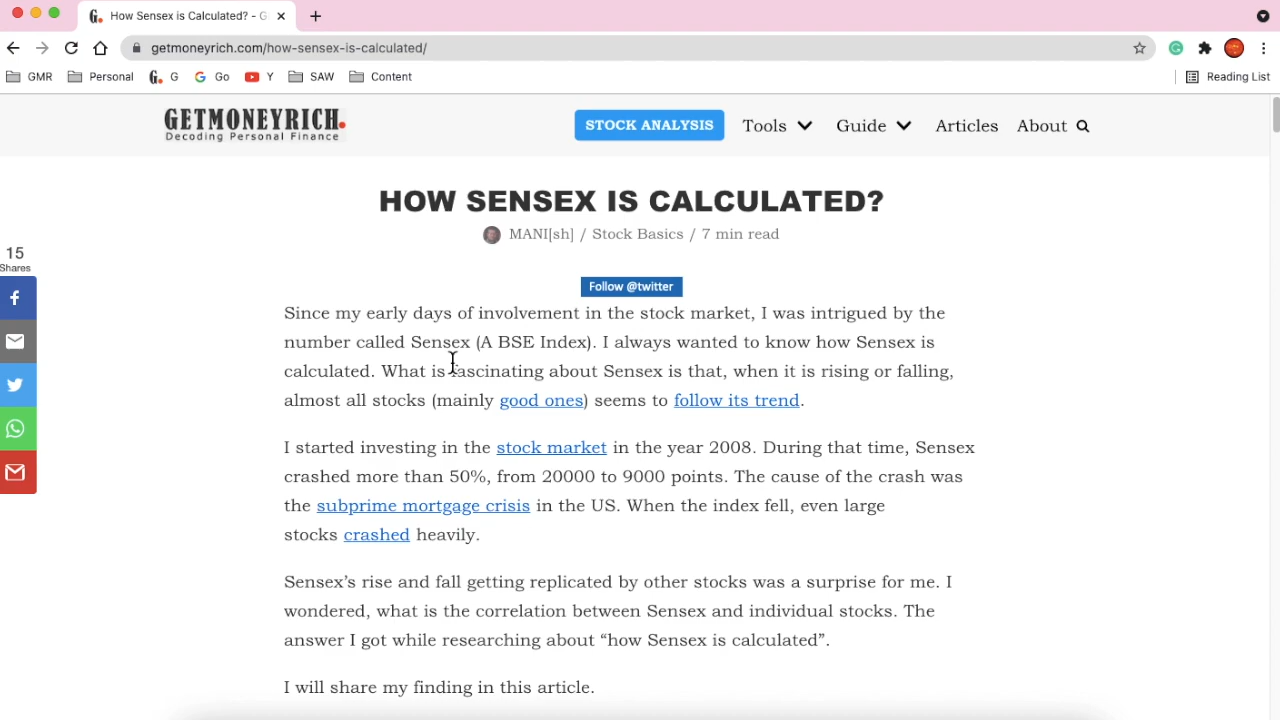 How Sensex is Calculated? - G
getmoneyrich.com/how-sensex-is-calculated/
GMR Personal G Go Y SAW Content Reading List
GETMONEYRICH.
Decoding Personal Finance
STOCK ANALYSIS Tools Guide Articles About
HOW SENSEX IS CALCULATED?
MANI[sh] / Stock Basics / 7 min read
15
Shares
Follow @twitter
Since my early days of involvement in the stock market, I was intrigued by the
number called Sensex (A BSE Index). I always wanted to know how Sensex is
calculated. What is fascinating about Sensex is that, when it is rising or falling,
almost all stocks (mainly good ones) seems to follow its trend.
I started investing in the stock market in the year 2008. During that time, Sensex
crashed more than 50%, from 20000 to 9000 points. The cause of the crash was
the subprime mortgage crisis in the US. When the index fell, even large
stocks crashed heavily.
Sensex’s rise and fall getting replicated by other stocks was a surprise for me. I
wondered, what is the correlation between Sensex and individual stocks. The
answer I got while researching about “how Sensex is calculated”.
I will share my finding in this article.